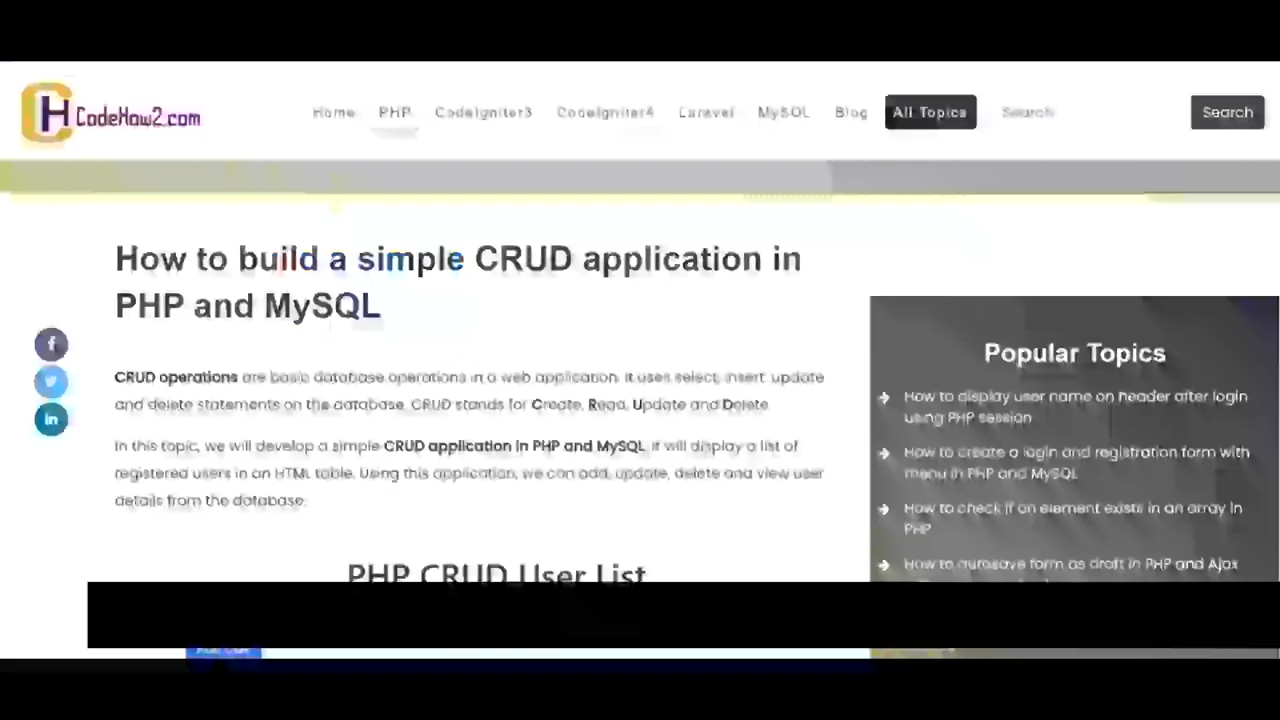 CodeHow2.com
Home PHP CodeIgniter3 CodeIgniter4 Laravel MySQL Blog All Topics Search Search
How to build a simple CRUD application in
PHP and MySQL
CRUD operations are basic database operations in a web application. It uses select, insert, update
and delete statements on the database. CRUD stands for Create, Read, Update and Delete.
In this topic, we will develop a simple CRUD application in PHP and MySQL. It will display a list of
registered users in an HTML table. Using this application, we can add, update, delete and view user
details from the database.
PHP CRUD User List
Popular Topics
How to display user name on header after login
using PHP session
How to create a login and registration form with
menu in PHP and MySQL
How to check if an element exists in an array in
PHP
How to autosave form as draft in PHP and Ajax